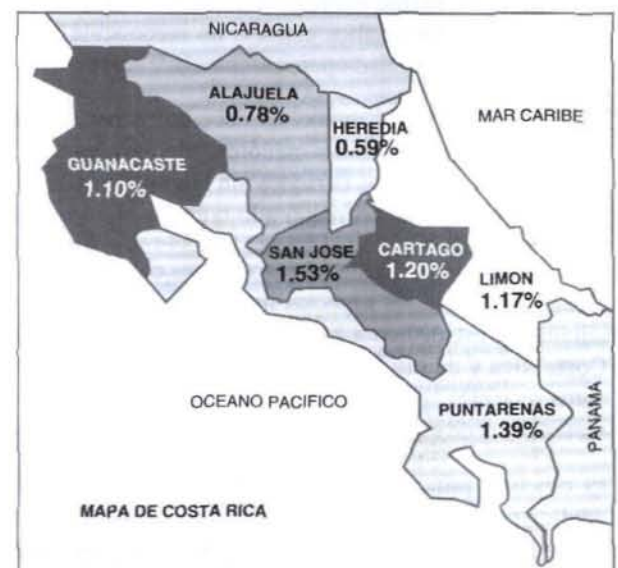 NICARAGUA
ALAJUELA
0.78%
HEREDIA
0.59%
MAR CARIBE
GUANACASTE
1.10%
SAN JOSE
1.53%
CARTAGO
1.20%
LIMON
1.17%
OCEANO PACIFICO
PUNTARENAS
1.39%
PANAMA
MAPA DE COSTA RICA